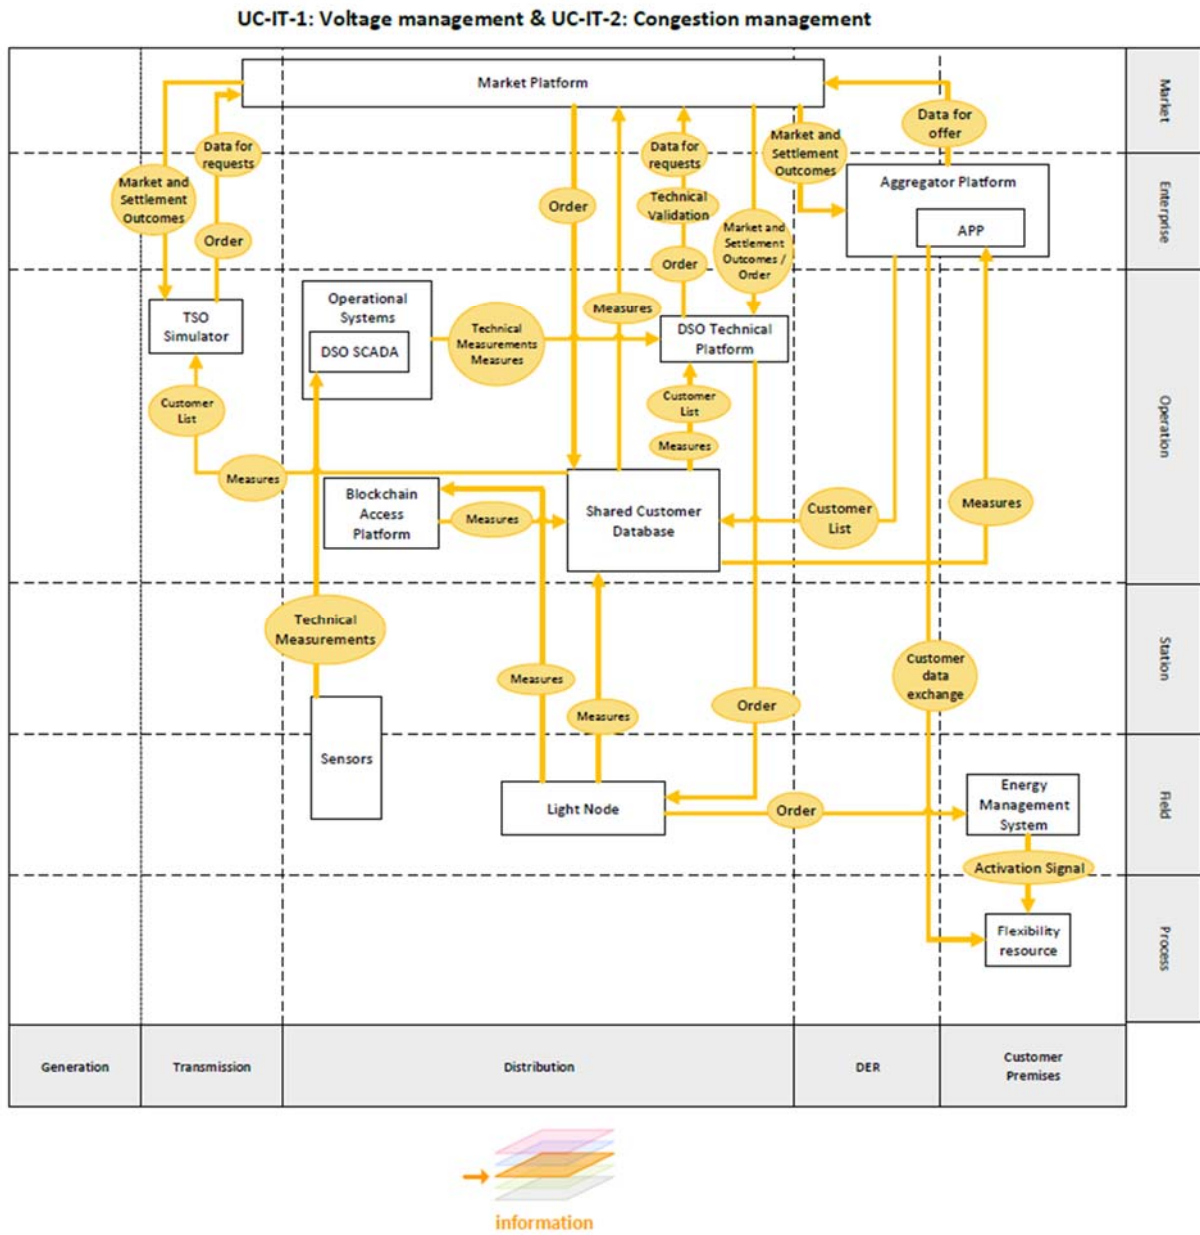 UC-IT-1: Voltage management & UC-IT-2: Congestion management
Market Platform
Market
Data for
offer
Data for
requests
Data for
requests
Market and
Settlement
Outcomes
Market and
Settlement
Outcomes
Aggregator Platform
APP
Enterprise
Order
Technical
Validation
Order
Order
Market and
Settlement
Outcomes /
Order
Operational
Systems
DSO SCADA
TSO
Simulator
Measures
Technical
Measurements
Measures
DSO Technical
Platform
Customer
List
Customer
List
Operation
Measures
Measures
Blockchain
Access
Platform
Measures
Shared Customer
Database
Customer
List
Measures
Technical
Measurements
Station
Measures
Measures
Order
Customer
data
exchange
Sensors
Light Node
Order
Energy
Management
System
Field
Activation Signal
Flexibility
resource
Process
Generation
Transmission
Distribution
DER
Customer
Premises
information